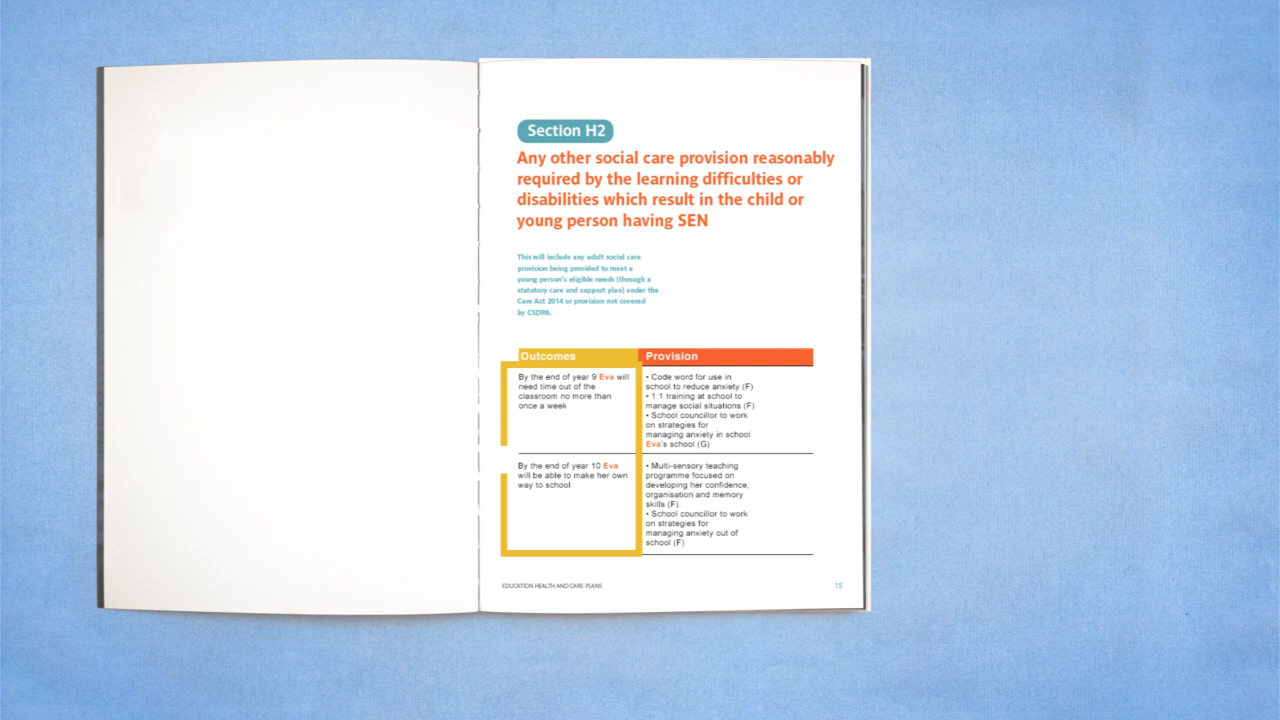 Section H2
Any other social care provision reasonably
required by the learning difficulties or
disabilities which result in the child or
young person having SEN
This will include any adult social care
provision being provided to meet a
young person's eligible needs (through a
statutory care and support plan) under the
Care Act 2014 or provision not covered
by CSDPA.
Outcomes
By the end of year 9 Eva will
need time out of the
classroom no more than
once a week
By the end of year 10 Eva
will be able to make her own
way to school
Provision
• Code word for use in
school to reduce anxiety (F)
• 1:1 training at school to
manage social situations (F)
• School councillor to work
on strategies for
managing anxiety in school
Eva's school (G)
• Multi-sensory teaching
programme focused on
developing her confidence,
organisation and memory
skills (F).
• School councillor to work
on strategies for
managing anxiety out of
school (F)
EDUCATION HEALTH AND CARE PLANS
15